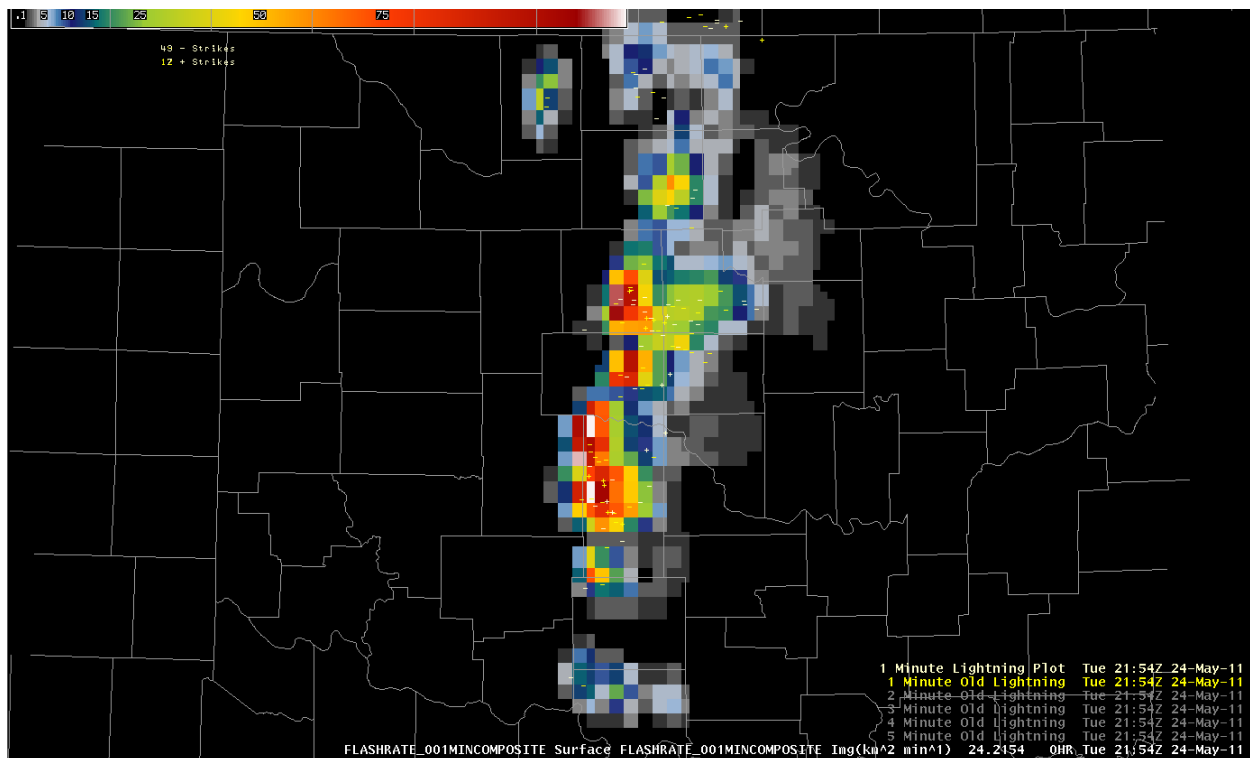 .1 5 10 15 25 50 75
49 - Strikes
12 + Strikes
1 Minute Lightning Plot Tue 21:54Z 24-May-11
1 Minute Old Lightning Tue 21:54Z 24-May-11
2 Minute Old Lightning Tue 21:54Z 24-May-11
3 Minute Old Lightning Tue 21:54Z 24-May-11
4 Minute Old Lightning Tue 21:54Z 24-May-11
5 Minute Old Lightning Tue 21:54Z 24-May-11
FLASHRATE_001MINCOMPOSITE Surface FLASHRATE_001MINCOMPOSITE Img(km^2 min^1) 24.2154 0HR Tue 21:54Z 24-May-11